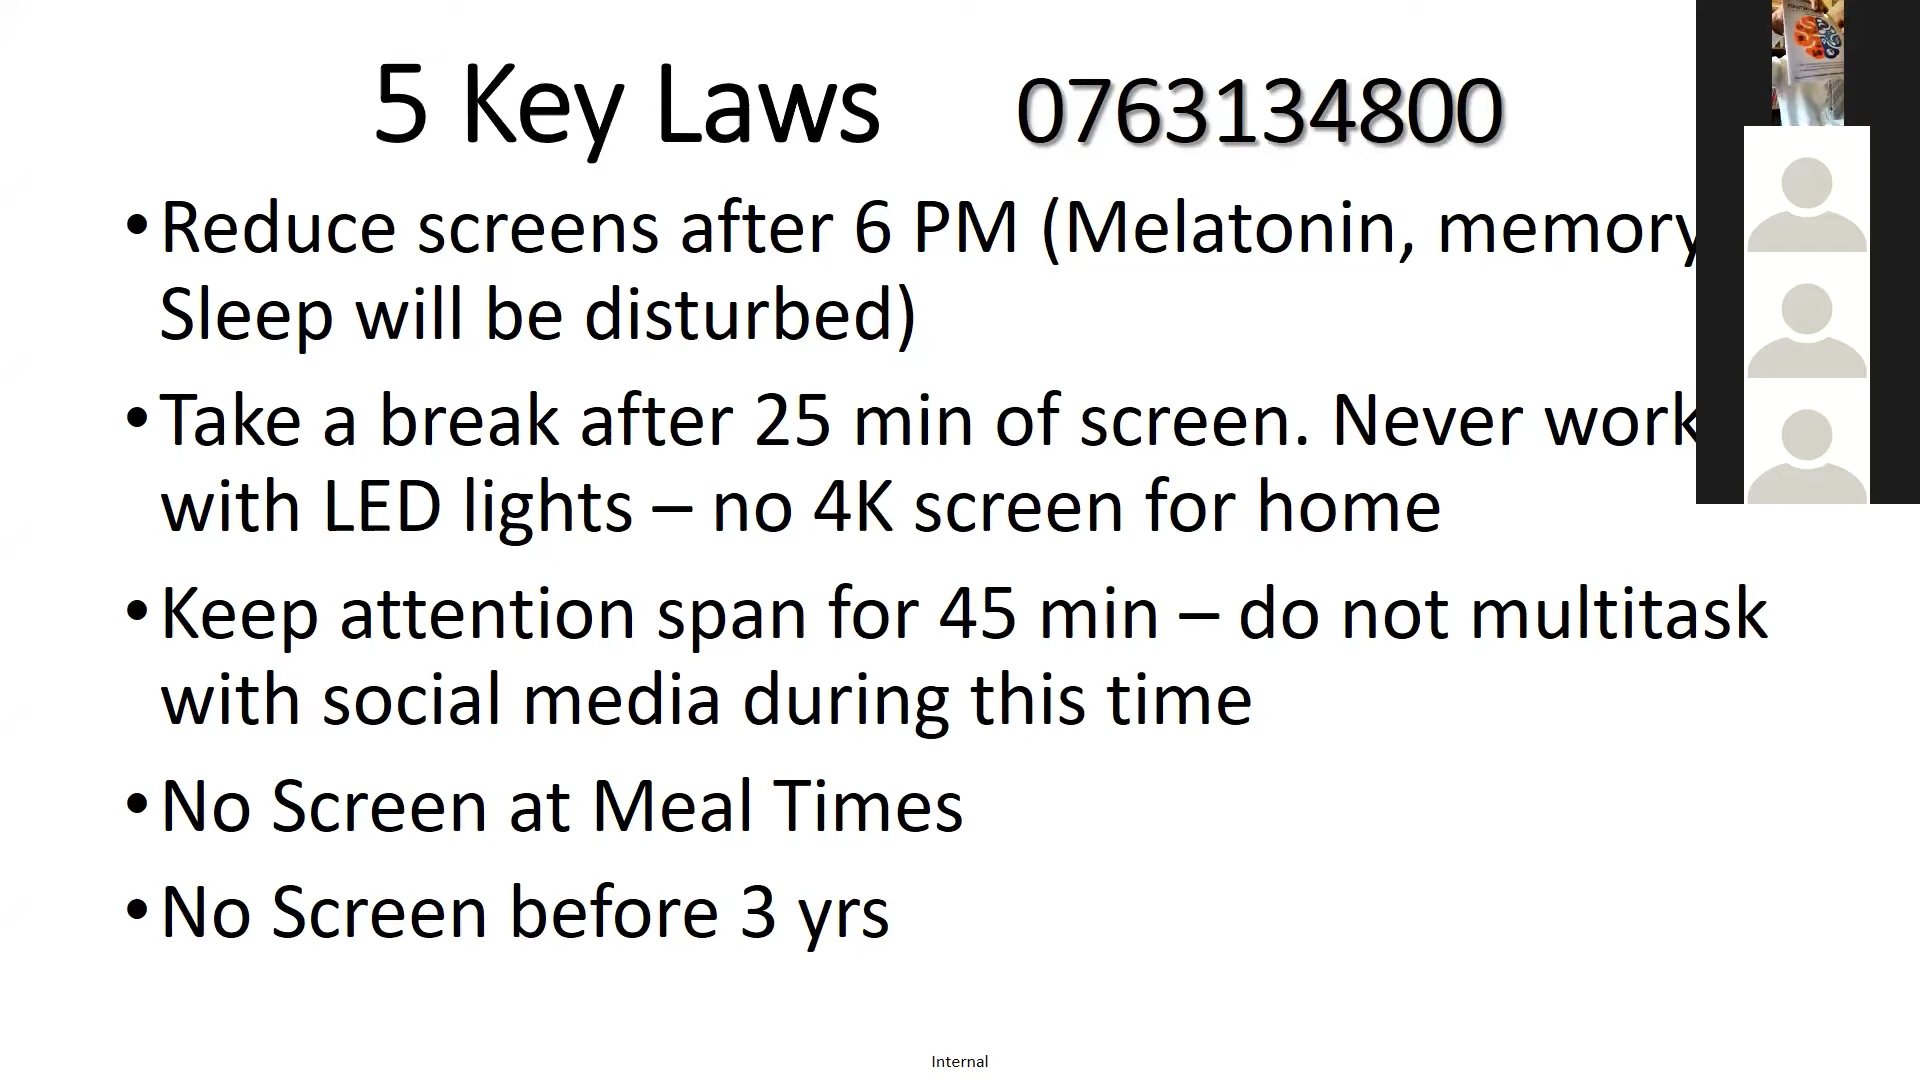 5 Key Laws 0763134800
• Reduce screens after 6 PM (Melatonin, memory
Sleep will be disturbed)
• Take a break after 25 min of screen. Never work
with LED lights – no 4K screen for home
• Keep attention span for 45 min – do not multitask
with social media during this time
• No Screen at Meal Times
• No Screen before 3 yrs
Internal